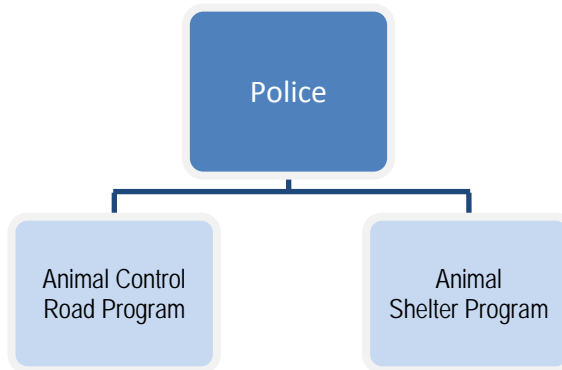 Police
Animal Control
Road Program
Animal
Shelter Program